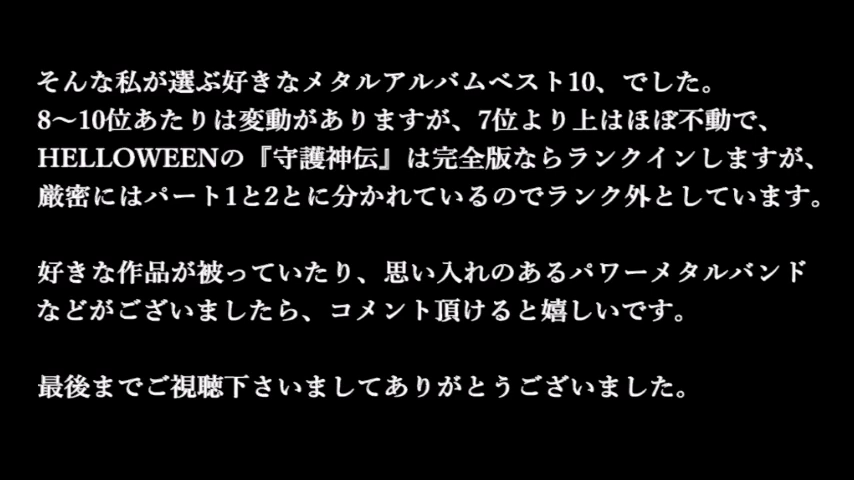 そんな私が選ぶ好きなメタルアルバムベスト10、でした。
8～10位あたりは変動がありますが、7位より上はほぼ不動で、
HELLOWEENの『守護神伝』は完全版ならランクインしますが、
厳密にはパート1と2とに分かれているのでランク外としています。
好きな作品が被っていたり、思い入れのあるパワーメタルバンド
などがございましたら、コメント頂けると嬉しいです。
最後までご視聴下さいましてありがとうございました。